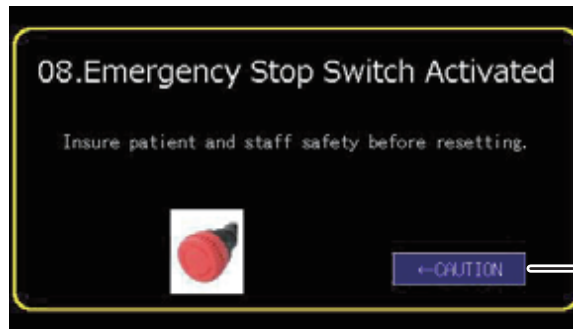 08.Emergency Stop Switch Activated
Insure patient and staff safety before resetting.
←CAUTION